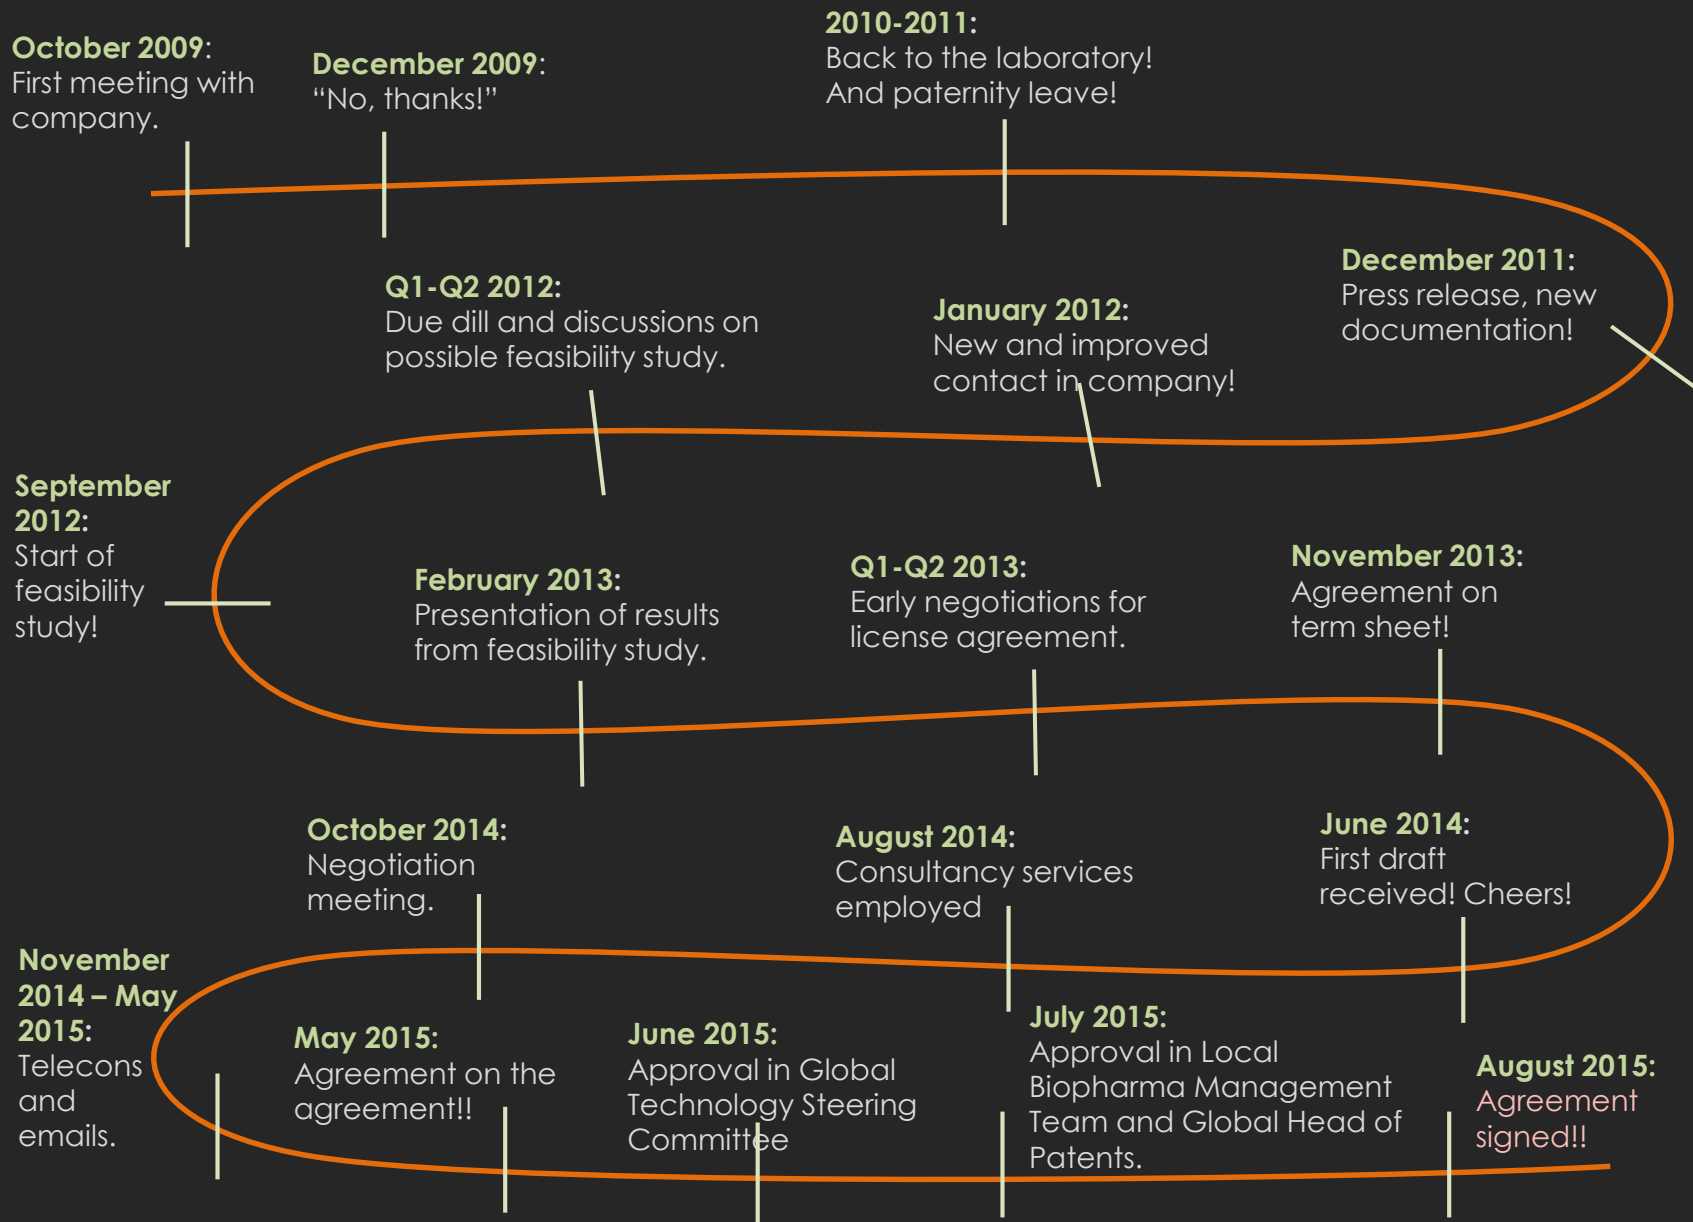 October 2009:
First meeting with
company.
December 2009:
“No, thanks!”
2010-2011:
Back to the laboratory!
And paternity leave!
December 2011:
Press release, new
documentation!
January 2012:
New and improved
contact in company!
Q1-Q2 2012:
Due dill and discussions on
possible feasibility study.
September
2012:
Start of
feasibility
study!
February 2013:
Presentation of results
from feasibility study.
Q1-Q2 2013:
Early negotiations for
license agreement.
November 2013:
Agreement on
term sheet!
June 2014:
First draft
received! Cheers!
August 2014:
Consultancy services
employed
October 2014:
Negotiation
meeting.
November
2014 – May
2015:
Telecons
and
emails.
May 2015:
Agreement on the
agreement!!
June 2015:
Approval in Global
Technology Steering
Committee
July 2015:
Approval in Local
Biopharma Management
Team and Global Head of
Patents.
August 2015:
Agreement
signed!!